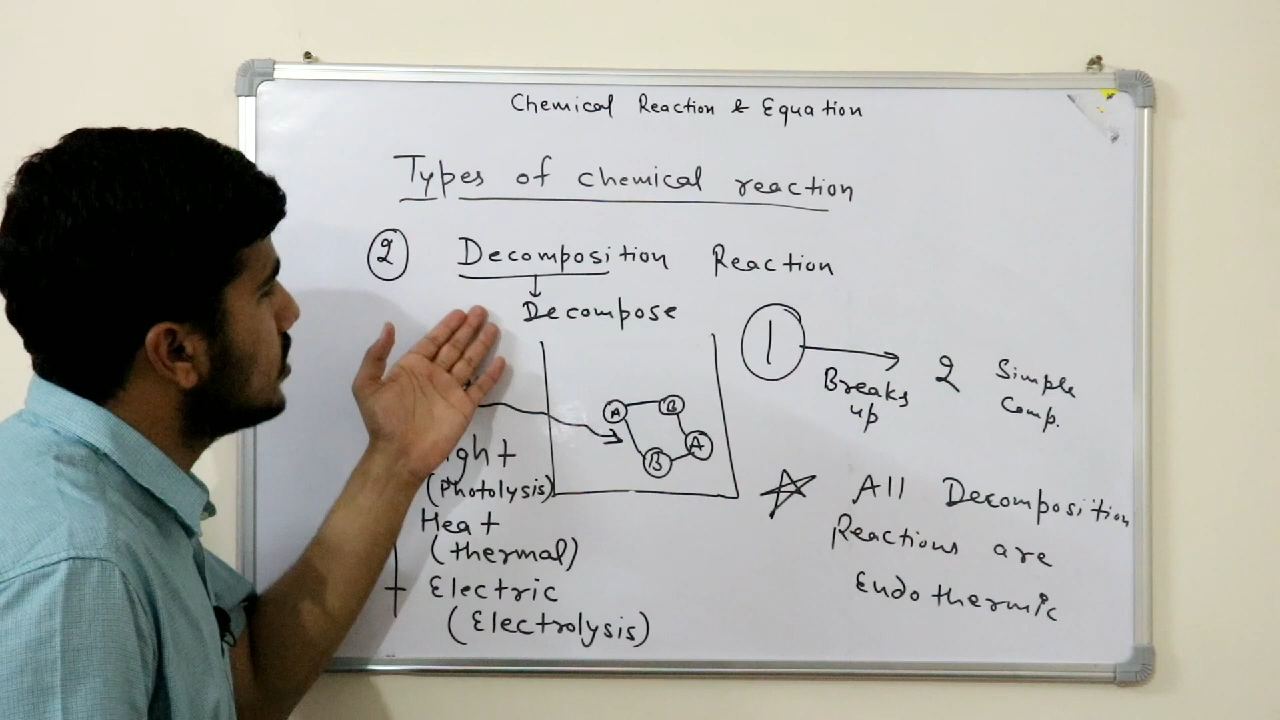 Chemical Reaction & Equation
Types of chemical reaction
2 Decomposition Reaction
Decompose
1 Breaks up 2 Simple Comp.
A B
B A
ight
(Photolysis)
Heat
(thermal)
Electric
(Electrolysis)
All Decomposition
Reactions are
Endothermic